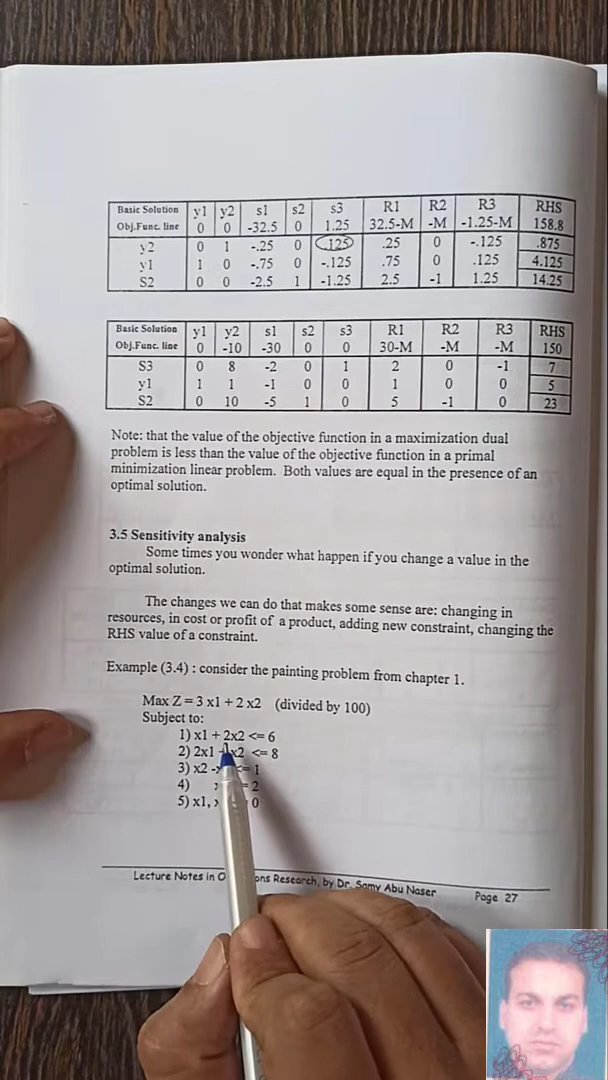 Basic Solution y1 y2 s1 s2 s3 R1 R2 R3 RHS
Obj.Func. line 0 0 -32.5 0 1.25 32.5-M -M -1.25-M 158.8
y2 0 1 -.25 0 .125 .25 0 -.125 .875
y1 1 0 -.75 0 -.125 .75 0 .125 4.125
S2 0 0 -2.5 1 -1.25 2.5 -1 1.25 14.25
Basic Solution y1 y2 s1 s2 s3 R1 R2 R3 RHS
Obj.Func. line 0 -10 -30 0 0 30-M -M -M 150
S3 0 8 -2 0 1 2 0 -1 7
y1 1 1 -1 0 0 1 0 0 5
S2 0 10 -5 1 0 5 -1 0 23
Note: that the value of the objective function in a maximization dual
problem is less than the value of the objective function in a primal
minimization linear problem. Both values are equal in the presence of an
optimal solution.
3.5 Sensitivity analysis
Some times you wonder what happen if you change a value in the
optimal solution.
The changes we can do that makes some sense are: changing in
resources, in cost or profit of a product, adding new constraint, changing the
RHS value of a constraint.
Example (3.4) : consider the painting problem from chapter 1.
Max Z = 3 x1 + 2 x2 (divided by 100)
Subject to:
1) x1 + 2x2 <= 6
2) 2x1 x2 <= 8
3) x2 - <= 1
4) = 2
5) x1, 0
Lecture Notes in Research, by Dr. Samy Abu Naser Page 27